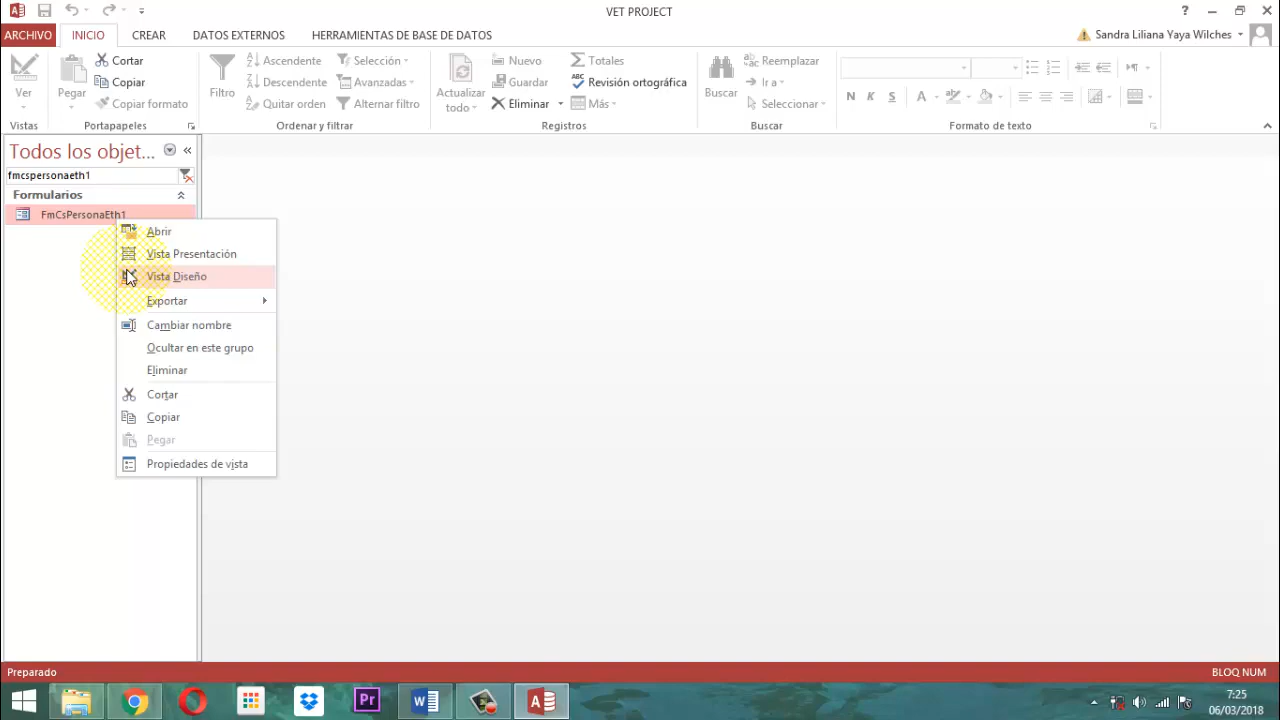 VET PROJECT
?
ARCHIVO INICIO CREAR DATOS EXTERNOS HERRAMIENTAS DE BASE DE DATOS Sandra Liliana Yaya Wilches
Ver
Vistas
Pegar
Cortar
Copiar
Copiar formato
Portapapeles
Filtro
Ascendente
Descendente
Quitar orden
Selección
Avanzadas
Alternar filtro
Ordenar y filtrar
Actualizar
todo
Nuevo
Guardar
Eliminar
Totales
Revisión ortográfica
Más
Registros
Buscar
Reemplazar
Ir a
Seleccionar
Buscar
N K S A
Formato de texto
Todos los objet... «
fmcspersonaeth1
Formularios
FmCsPersonaEth1
Abrir
Vista Presentación
Vista Diseño
Exportar
Cambiar nombre
Ocultar en este grupo
Eliminar
Cortar
Copiar
Pegar
Propiedades de vista
Preparado BLOQ NUM
Pr
7:25
06/03/2018